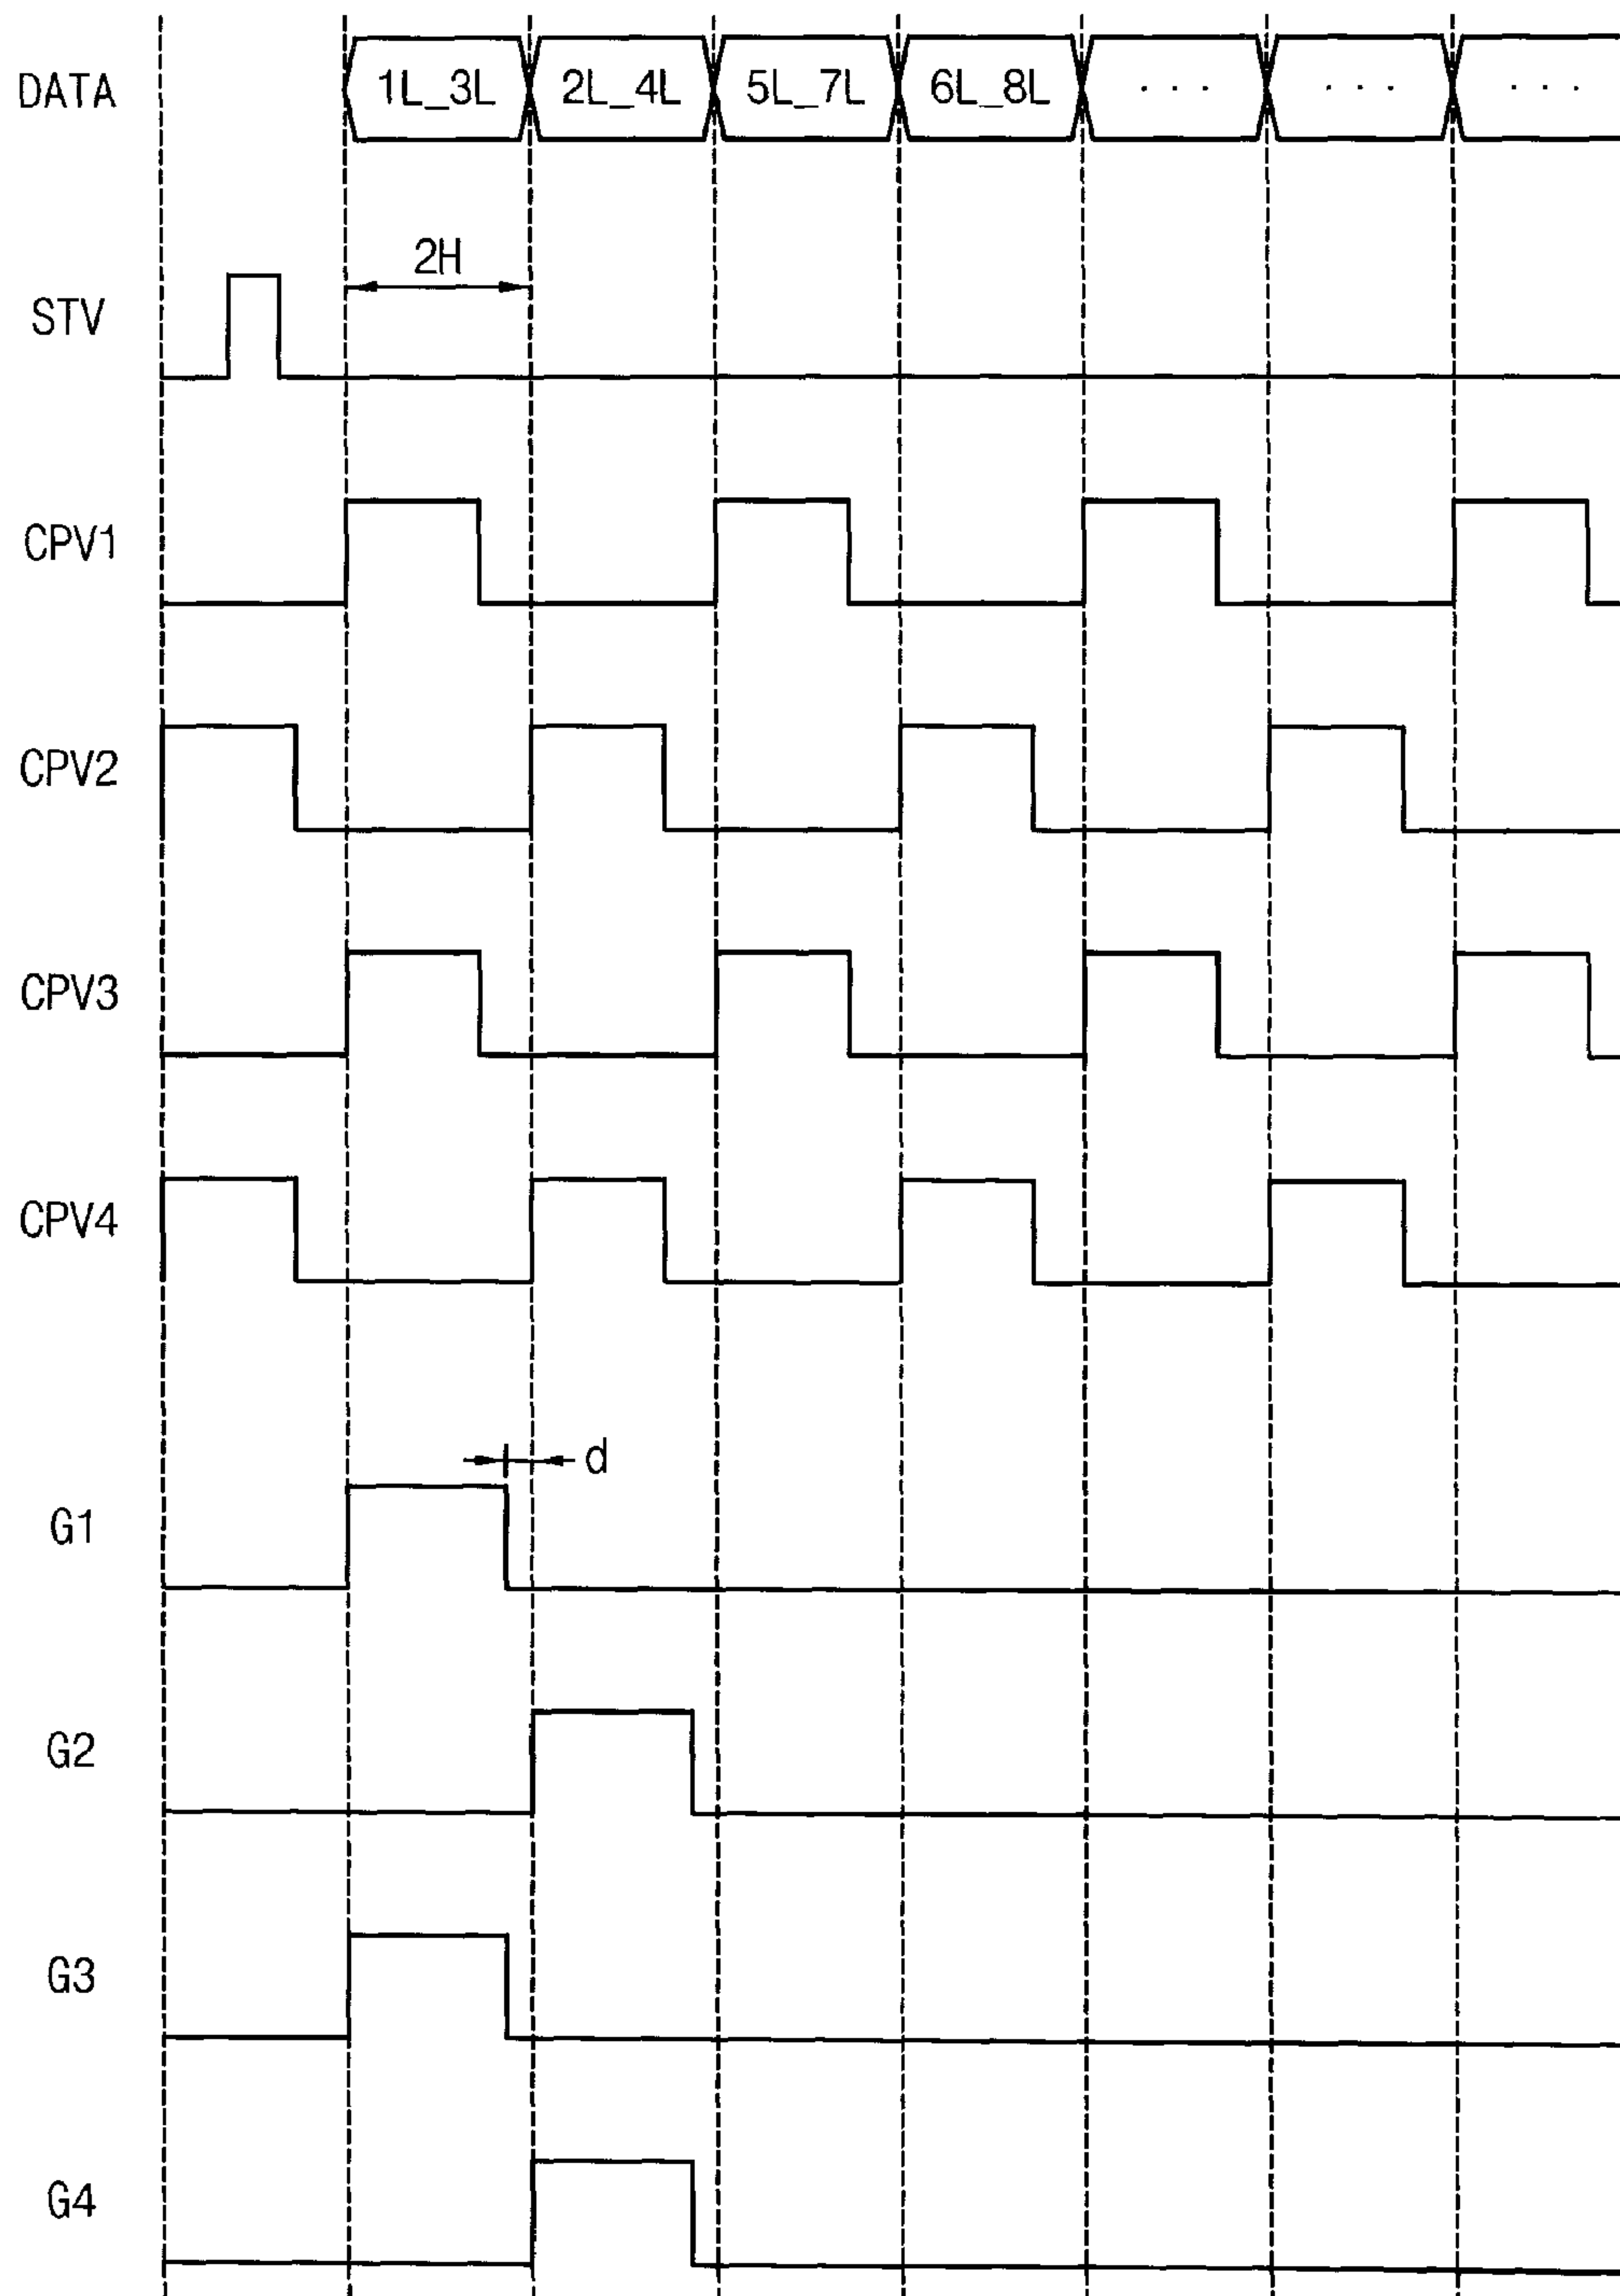 DATA 1L_3L 2L_4L 5L_7L 6L_8L ... ... ...
2H
STV
CPV1
CPV2
CPV3
CPV4
d
G1
G2
G3
G4